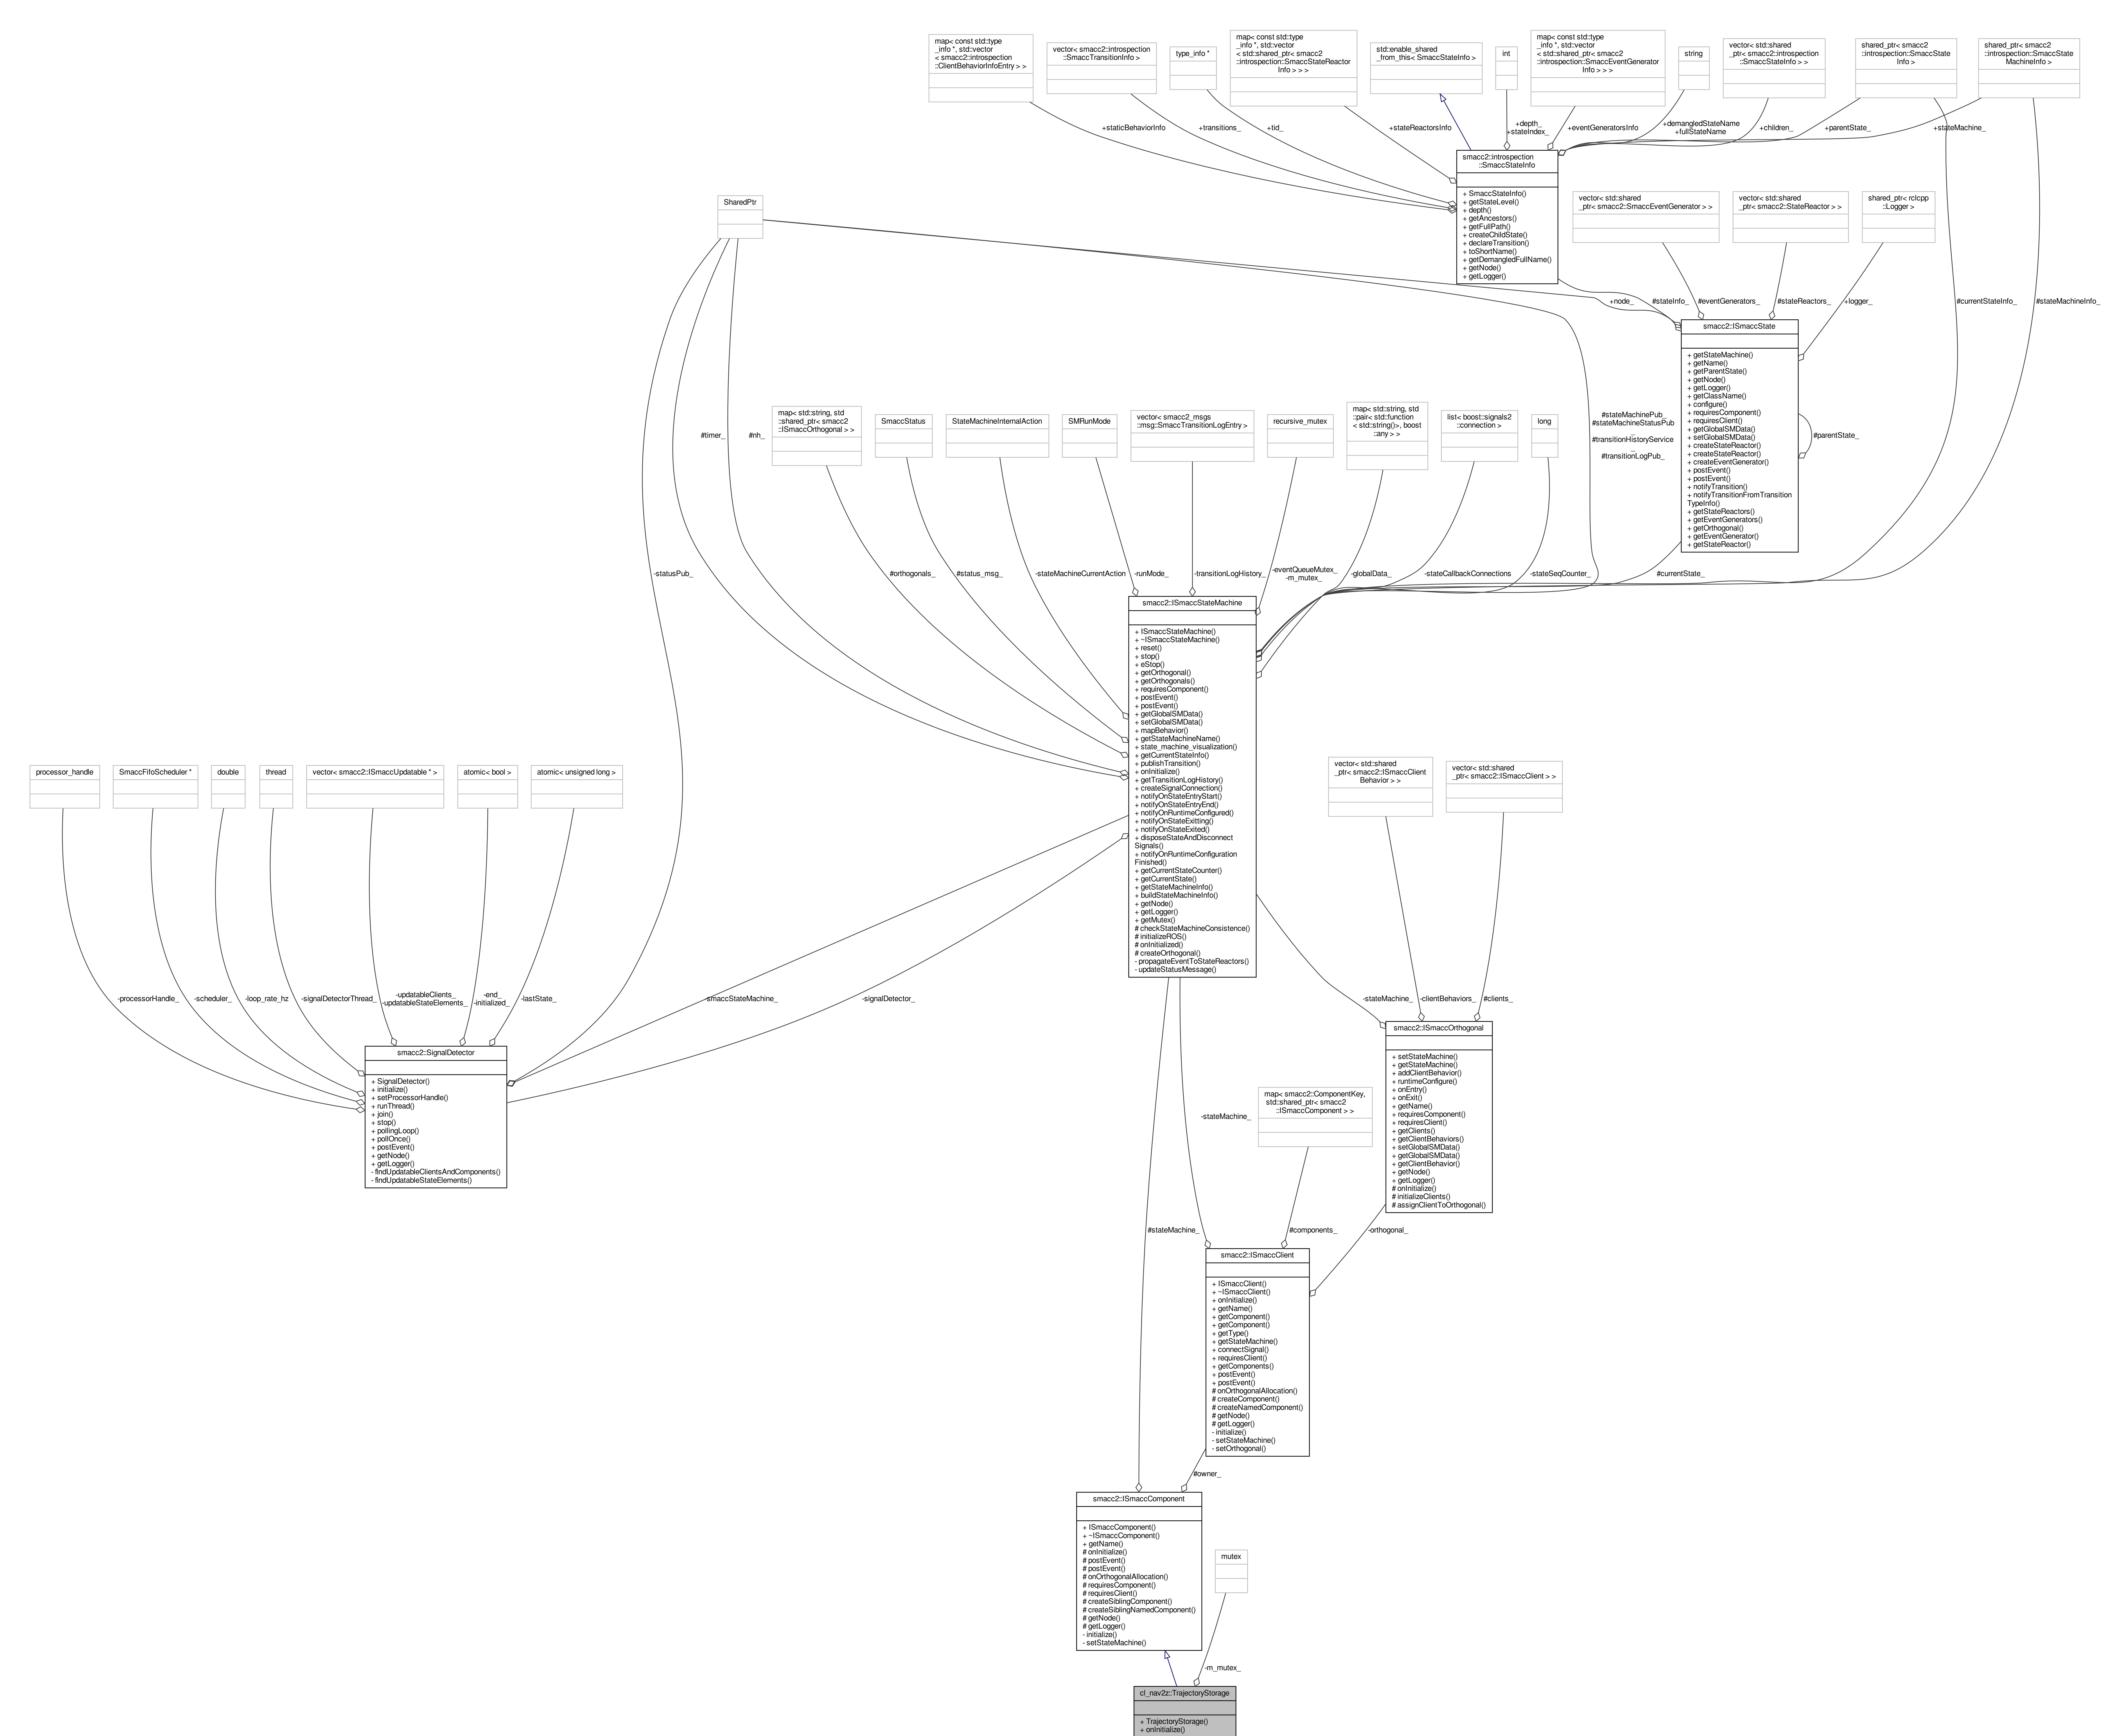 map< const std::type
_info *, std::vector
< smacc2::introspection
::ClientBehaviorInfoEntry > >
vector< smacc2::introspection
::SmaccTransitionInfo >
type_info *
map< const std::type
_info *, std::vector
< std::shared_ptr< smacc2
::introspection::SmaccStateReactor
Info > > >
std::enable_shared
_from_this< SmaccStateInfo >
int
map< const std::type
_info *, std::vector
< std::shared_ptr< smacc2
::introspection::SmaccEventGenerator
Info > > >
string
vector< std::shared
_ptr< smacc2::introspection
::SmaccStateInfo > >
shared_ptr< smacc2
::introspection::SmaccState
Info >
shared_ptr< smacc2
::introspection::SmaccState
MachineInfo >
+staticBehaviorInfo
+transitions_
+tid_
+stateReactorsInfo
+depth_
+stateIndex_
+eventGeneratorsInfo
+demangledStateName
+fullStateName
+children_
+parentState_
+stateMachine_
smacc2::introspection
::SmaccStateInfo
+ SmaccStateInfo()
+ getStateLevel()
+ depth()
+ getAncestors()
+ getFullPath()
+ createChildState()
+ declareTransition()
+ toShortName()
+ getDemangledFullName()
+ getNode()
+ getLogger()
SharedPtr
vector< std::shared
_ptr< smacc2::SmaccEventGenerator > >
vector< std::shared
_ptr< smacc2::StateReactor > >
shared_ptr< rclcpp
::Logger >
+node_
#stateInfo_
#eventGenerators_
#stateReactors_
+logger_
#currentStateInfo_
#stateMachineInfo_
smacc2::ISmaccState
+ getStateMachine()
+ getName()
+ getParentState()
+ getNode()
+ getLogger()
+ getClassName()
+ configure()
+ requiresComponent()
+ requiresClient()
+ getGlobalSMData()
+ setGlobalSMData()
+ createStateReactor()
+ createStateReactor()
+ createEventGenerator()
+ postEvent()
+ postEvent()
+ notifyTransition()
+ notifyTransitionFromTransition
TypeInfo()
+ getStateReactors()
+ getEventGenerators()
+ getOrthogonal()
+ getEventGenerator()
+ getStateReactor()
#parentState_
#timer_
#nh_
map< std::string, std
::shared_ptr< smacc2
::ISmaccOrthogonal > >
SmaccStatus
StateMachineInternalAction
SMRunMode
vector< smacc2_msgs
::msg::SmaccTransitionLogEntry >
recursive_mutex
map< std::string, std
::pair< std::function
< std::string()>, boost
::any > >
list< boost::signals2
::connection >
long
#stateMachinePub_
#stateMachineStatusPub
_
#transitionHistoryService
_
#transitionLogPub_
-statusPub_
#orthogonals_
#status_msg_
-stateMachineCurrentAction
-runMode_
-transitionLogHistory_
-eventQueueMutex_
-m_mutex_
-globalData_
-stateCallbackConnections
-stateSeqCounter_
#currentState_
smacc2::ISmaccStateMachine
+ ISmaccStateMachine()
+ ~ISmaccStateMachine()
+ reset()
+ stop()
+ eStop()
+ getOrthogonal()
+ getOrthogonals()
+ requiresComponent()
+ postEvent()
+ postEvent()
+ getGlobalSMData()
+ setGlobalSMData()
+ mapBehavior()
+ getStateMachineName()
+ state_machine_visualization()
+ getCurrentStateInfo()
+ publishTransition()
+ onInitialize()
+ getTransitionLogHistory()
+ createSignalConnection()
+ notifyOnStateEntryStart()
+ notifyOnStateEntryEnd()
+ notifyOnRuntimeConfigured()
+ notifyOnStateExitting()
+ notifyOnStateExited()
+ disposeStateAndDisconnect
Signals()
+ notifyOnRuntimeConfiguration
Finished()
+ getCurrentStateCounter()
+ getCurrentState()
+ getStateMachineInfo()
+ buildStateMachineInfo()
+ getNode()
+ getLogger()
+ getMutex()
# checkStateMachineConsistence()
# initializeROS()
# onInitialized()
# createOrthogonal()
- propagateEventToStateReactors()
- updateStatusMessage()
processor_handle
SmaccFifoScheduler *
double
thread
vector< smacc2::ISmaccUpdatable * >
atomic< bool >
atomic< unsigned long >
vector< std::shared
_ptr< smacc2::ISmaccClient
Behavior > >
vector< std::shared
_ptr< smacc2::ISmaccClient > >
-processorHandle_
-scheduler_
-loop_rate_hz
-signalDetectorThread_
-updatableClients_
-updatableStateElements_
-end_
-initialized_
-lastState_
-smaccStateMachine_
-signalDetector_
-stateMachine_
-clientBehaviors_
#clients_
smacc2::SignalDetector
+ SignalDetector()
+ initialize()
+ setProcessorHandle()
+ runThread()
+ join()
+ stop()
+ pollingLoop()
+ pollOnce()
+ postEvent()
+ getNode()
+ getLogger()
- findUpdatableClientsAndComponents()
- findUpdatableStateElements()
smacc2::ISmaccOrthogonal
+ setStateMachine()
+ getStateMachine()
+ addClientBehavior()
+ runtimeConfigure()
+ onEntry()
+ onExit()
+ getName()
+ requiresComponent()
+ requiresClient()
+ getClients()
+ getClientBehaviors()
+ setGlobalSMData()
+ getGlobalSMData()
+ getClientBehavior()
+ getNode()
+ getLogger()
# onInitialize()
# initializeClients()
# assignClientToOrthogonal()
map< smacc2::ComponentKey,
std::shared_ptr< smacc2
::ISmaccComponent > >
-stateMachine_
#stateMachine_
#components_
-orthogonal_
smacc2::ISmaccClient
+ ISmaccClient()
+ ~ISmaccClient()
+ onInitialize()
+ getName()
+ getComponent()
+ getComponent()
+ getType()
+ getStateMachine()
+ connectSignal()
+ requiresClient()
+ getComponents()
+ postEvent()
+ postEvent()
# onOrthogonalAllocation()
# createComponent()
# createNamedComponent()
# getNode()
# getLogger()
- initialize()
- setStateMachine()
- setOrthogonal()
#owner_
smacc2::ISmaccComponent
+ ISmaccComponent()
+ ~ISmaccComponent()
+ getName()
# onInitialize()
# postEvent()
# postEvent()
# onOrthogonalAllocation()
# requiresComponent()
# requiresClient()
# createSiblingComponent()
# createSiblingNamedComponent()
# getNode()
# getLogger()
- initialize()
- setStateMachine()
mutex
-m_mutex_
cl_nav2z::TrajectoryStorage
+ TrajectoryStorage()
+ onInitialize()